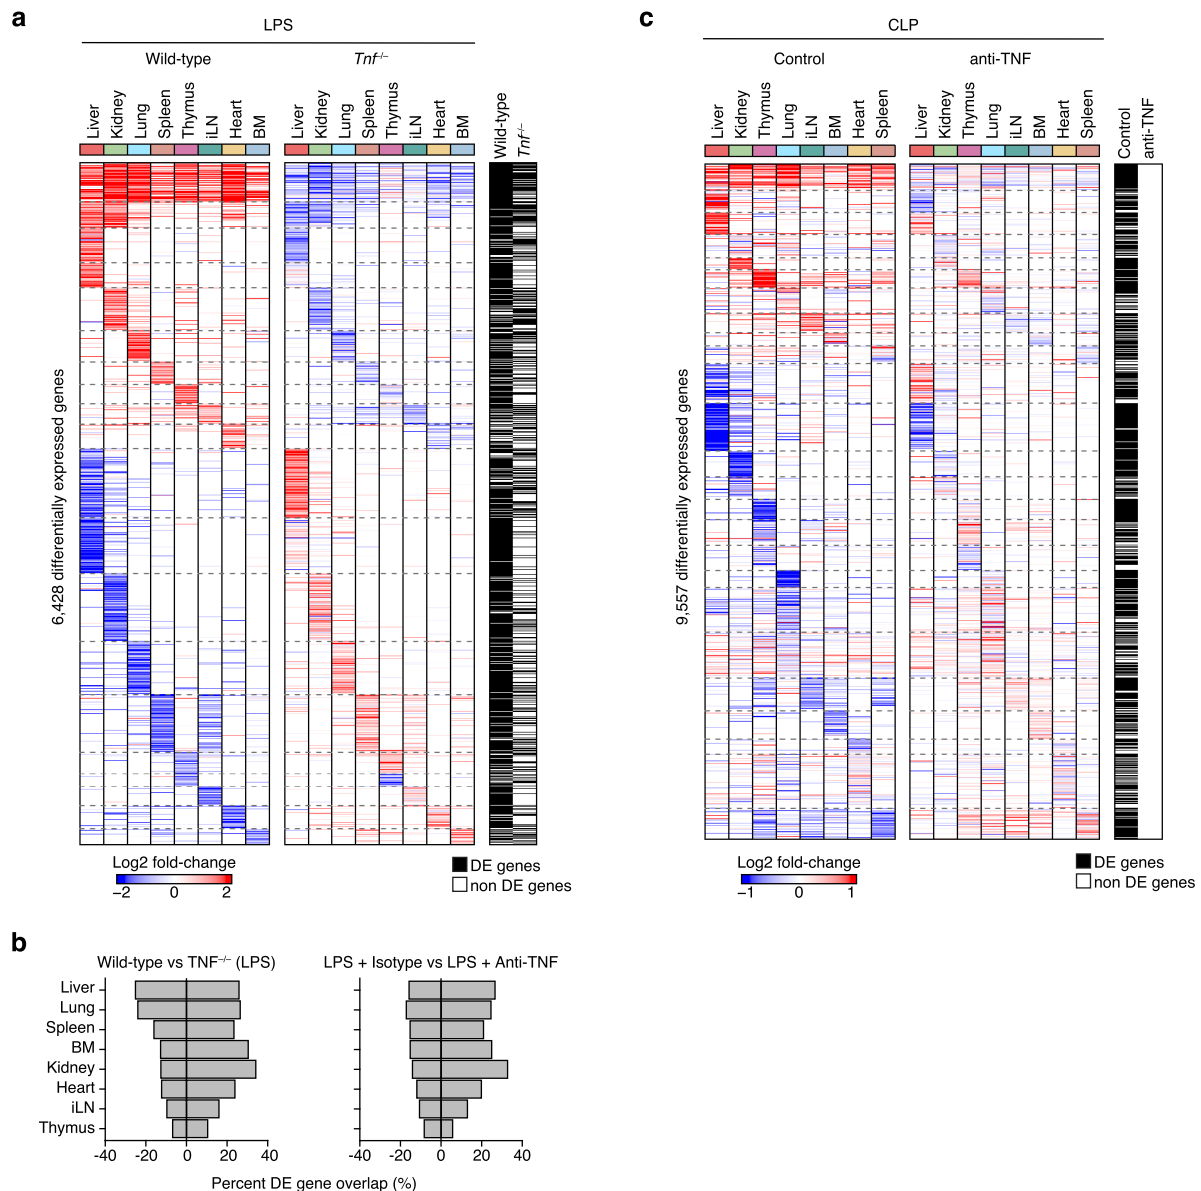 a
LPS
Wild-type
Tnf–/–
Liver
Kidney
Lung
Spleen
Thymus
iLN
Heart
BM
Liver
Kidney
Lung
Spleen
Thymus
iLN
Heart
BM
Wild-type
Tnf–/–
6,428 differentially expressed genes
Log2 fold-change
−2
0
2
DE genes
non DE genes
c
CLP
Control
anti-TNF
Liver
Kidney
Thymus
Lung
iLN
BM
Heart
Spleen
Liver
Kidney
Thymus
Lung
iLN
BM
Heart
Spleen
Control
anti-TNF
9,557 differentially expressed genes
Log2 fold-change
−1
0
1
DE genes
non DE genes
b
Wild-type vs TNF–/– (LPS)
LPS + Isotype vs LPS + Anti-TNF
Liver
Lung
Spleen
BM
Kidney
Heart
iLN
Thymus
-40 -20 0 20 40
-40 -20 0 20 40
Percent DE gene overlap (%)